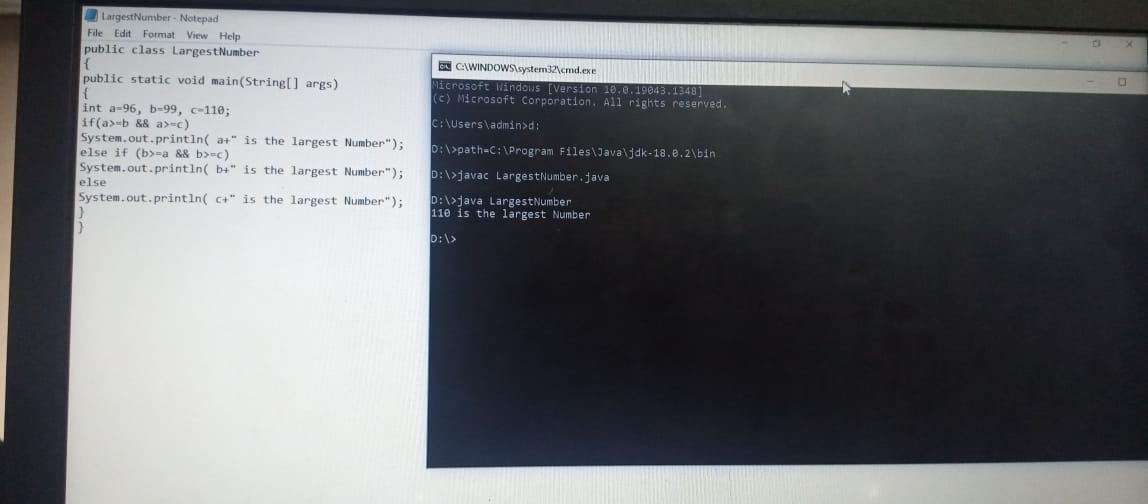 LargestNumber - Notepad
File Edit Format View Help
public class LargestNumber
{
public static void main(String[] args)
{
int a=96, b=99, c=110;
if(a>=b && a>=c)
System.out.println( a+" is the largest Number");
else if (b>=a && b>=c)
System.out.println( b+" is the largest Number");
else
System.out.println( c+" is the largest Number");
}
}
C:\WINDOWS\system32\cmd.exe
Microsoft Windows [Version 10.0.19043.1348]
(c) Microsoft Corporation. All rights reserved.
C:\Users\admin>d:
D:\>path=C:\Program Files\Java\jdk-18.0.2\bin
D:\>javac LargestNumber.java
D:\>java LargestNumber
110 is the largest Number
D:\>